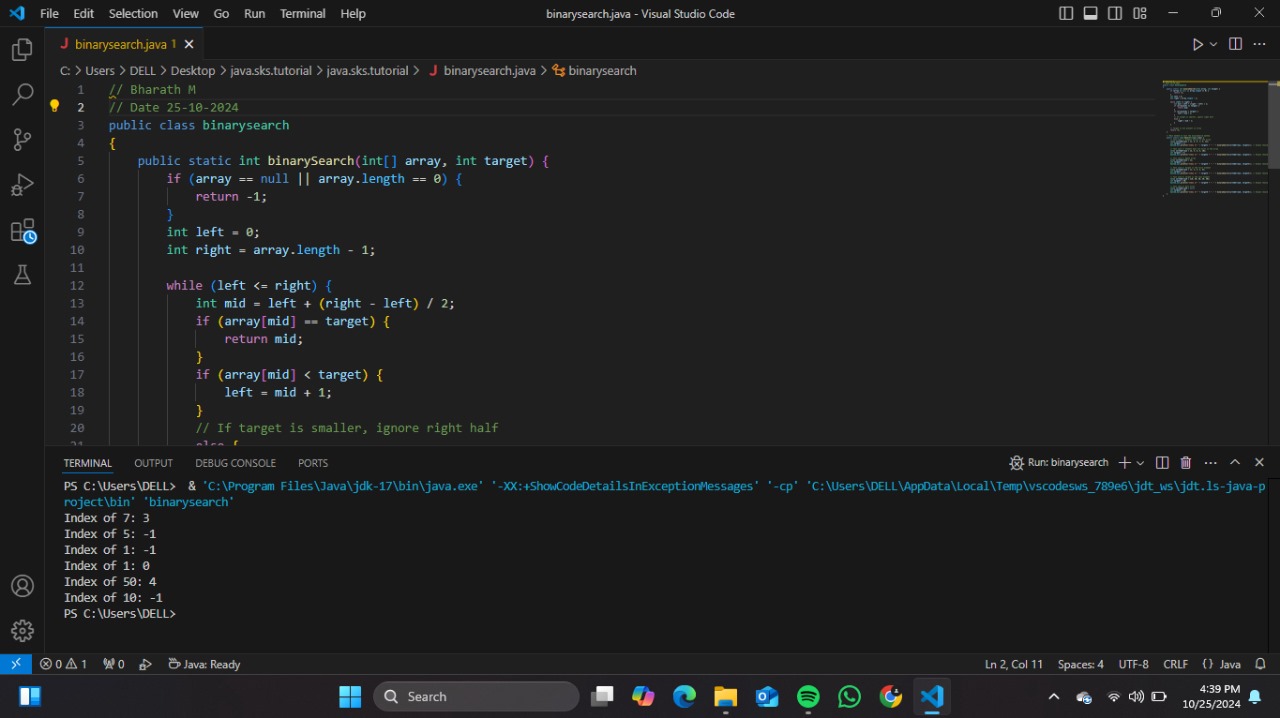 File Edit Selection View Go Run Terminal Help binarysearch.java - Visual Studio Code
J binarysearch.java 1
C: > Users > DELL > Desktop > java.sks.tutorial > java.sks.tutorial > J binarysearch.java > binarysearch
1 // Bharath M
2 // Date 25-10-2024
3 public class binarysearch
4 {
5 public static int binarySearch(int[] array, int target) {
6 if (array == null || array.length == 0) {
7 return -1;
8 }
9 int left = 0;
10 int right = array.length - 1;
11
12 while (left <= right) {
13 int mid = left + (right - left) / 2;
14 if (array[mid] == target) {
15 return mid;
16 }
17 if (array[mid] < target) {
18 left = mid + 1;
19 }
20 // If target is smaller, ignore right half
21 else {
TERMINAL OUTPUT DEBUG CONSOLE PORTS Run: binarysearch
PS C:\Users\DELL> & 'C:\Program Files\Java\jdk-17\bin\java.exe' '-XX:+ShowCodeDetailsInExceptionMessages' '-cp' 'C:\Users\DELL\AppData\Local\Temp\vscodesws_789e6\jdt_ws\jdt.ls-java-p
roject\bin' 'binarysearch'
Index of 7: 3
Index of 5: -1
Index of 1: -1
Index of 1: 0
Index of 50: 4
Index of 10: -1
PS C:\Users\DELL>
0 1 0 Java: Ready Ln 2, Col 11 Spaces: 4 UTF-8 CRLF {} Java
Search
4:39 PM
10/25/2024